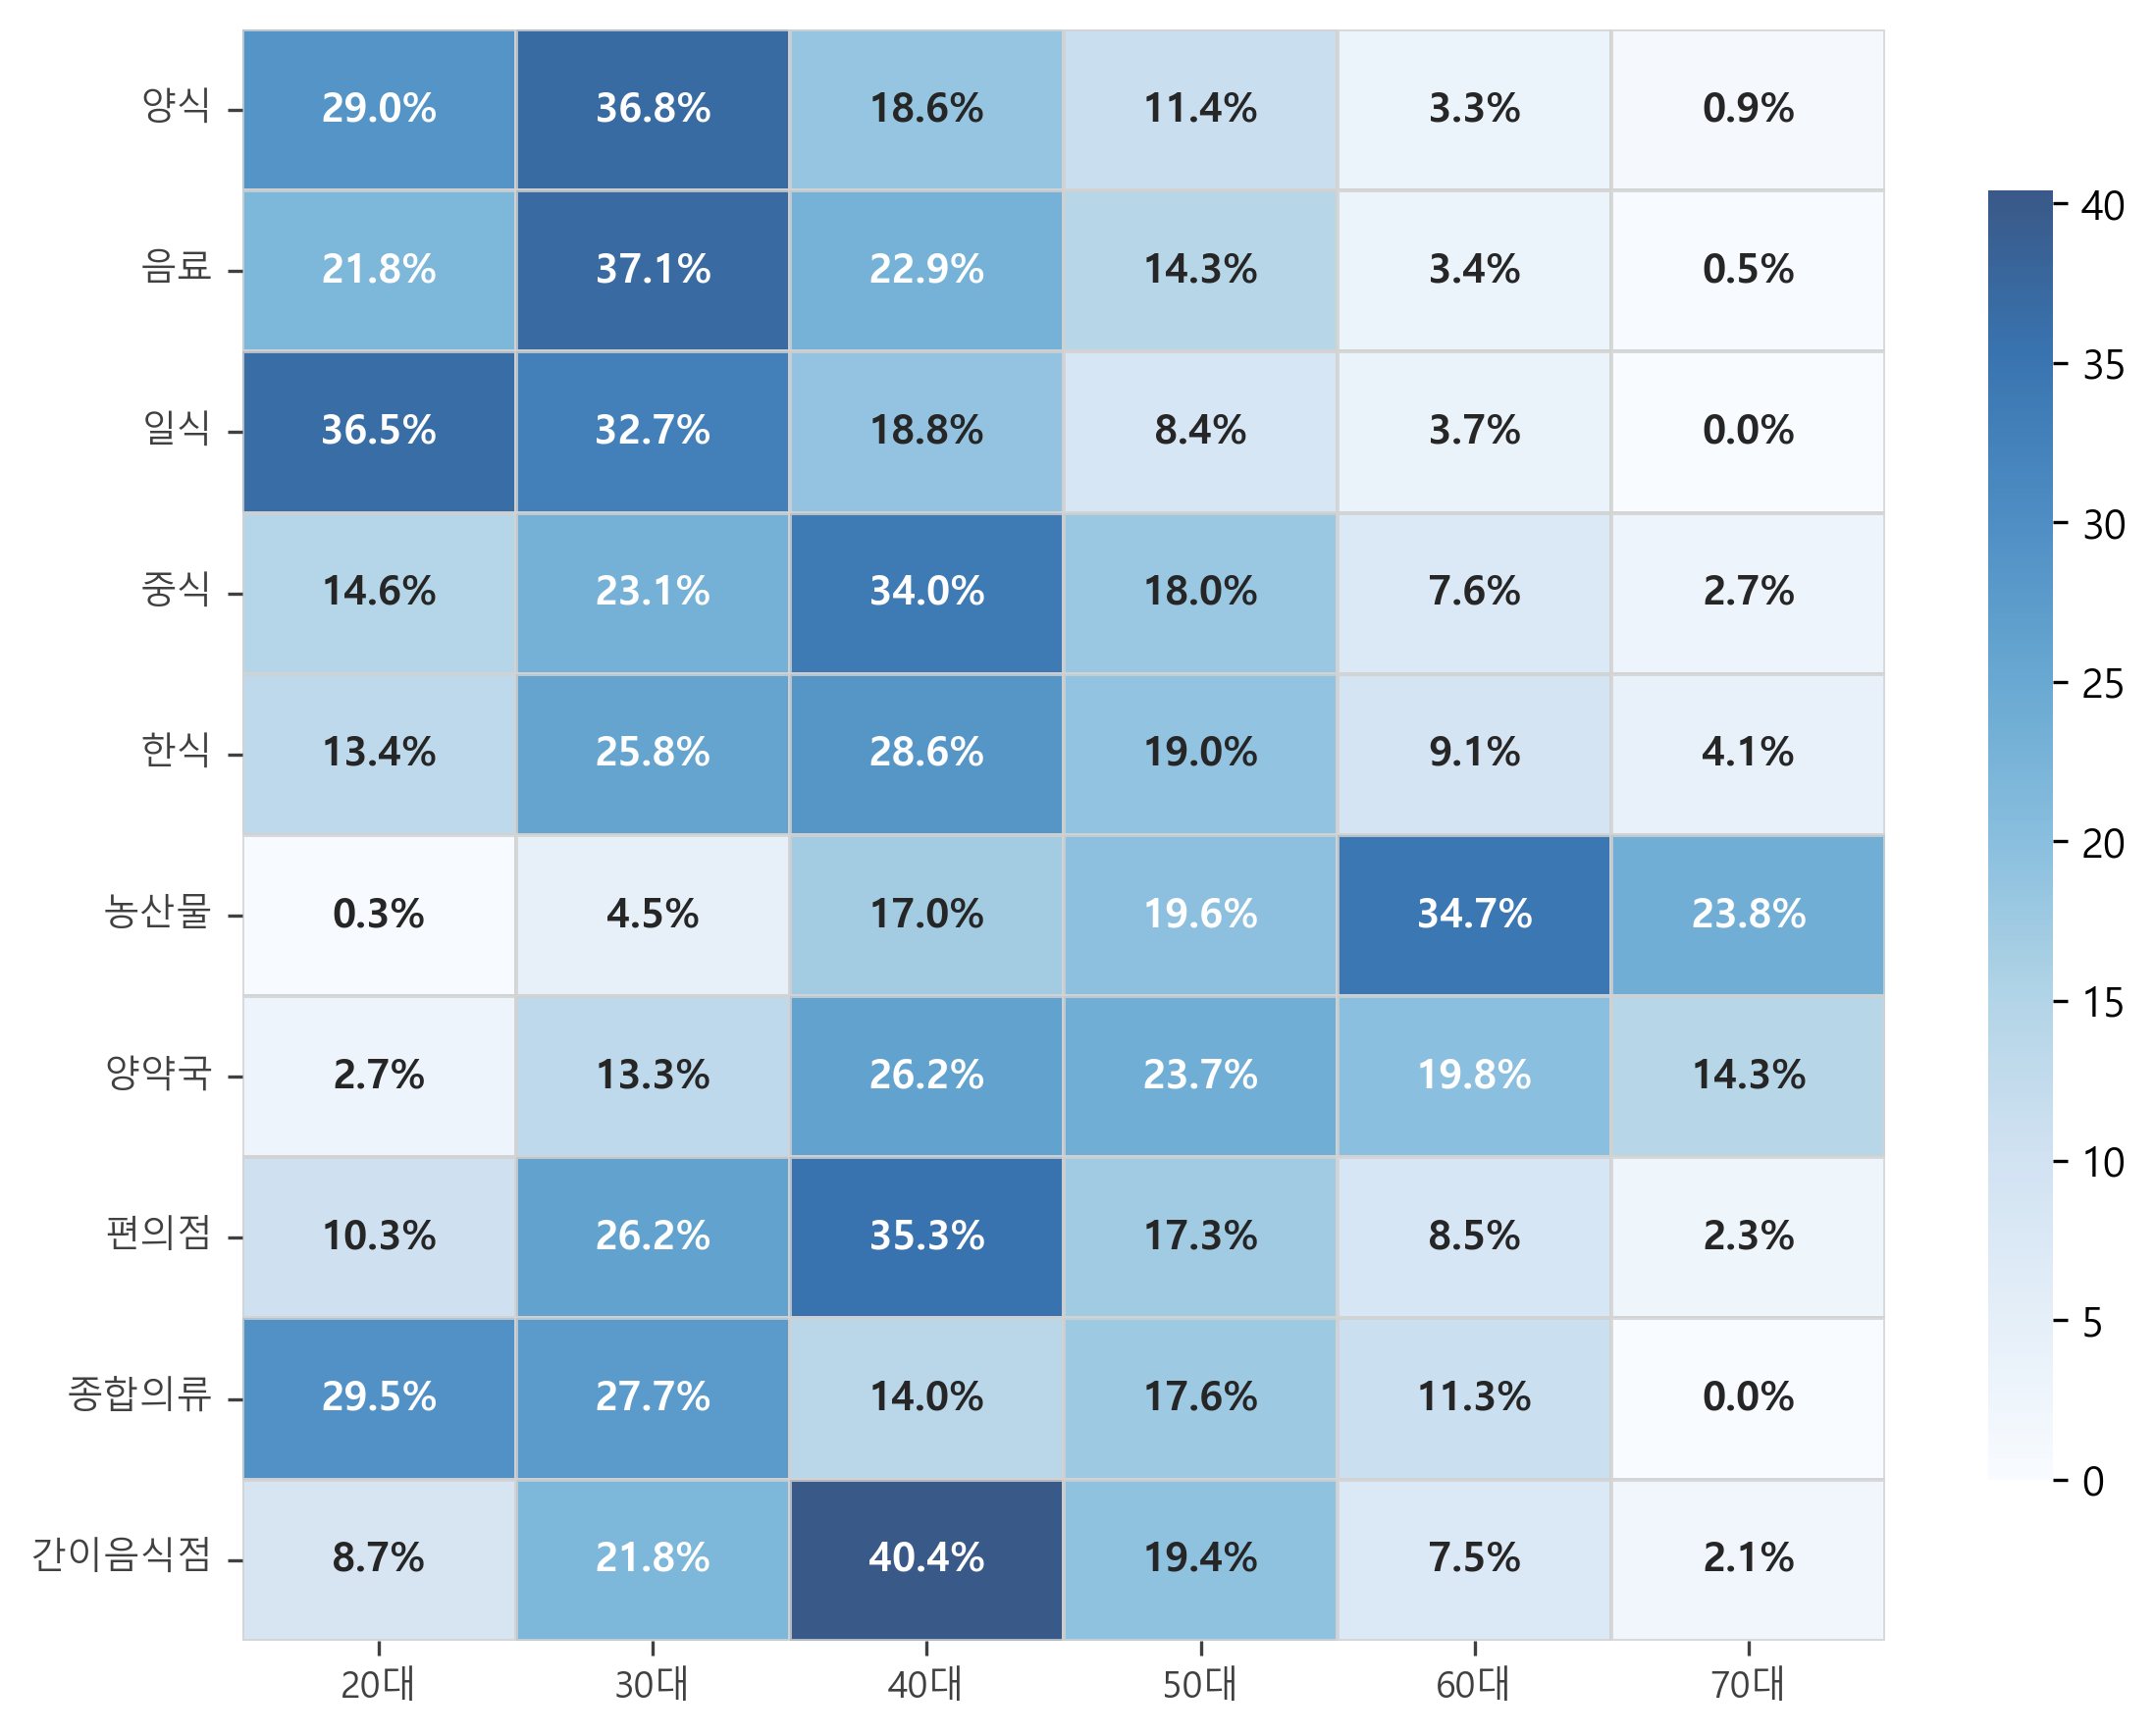 양식 29.0% 36.8% 18.6% 11.4% 3.3% 0.9%
40
음료 21.8% 37.1% 22.9% 14.3% 3.4% 0.5%
35
일식 36.5% 32.7% 18.8% 8.4% 3.7% 0.0%
30
중식 14.6% 23.1% 34.0% 18.0% 7.6% 2.7%
25
한식 13.4% 25.8% 28.6% 19.0% 9.1% 4.1%
20
농산물 0.3% 4.5% 17.0% 19.6% 34.7% 23.8%
15
양약국 2.7% 13.3% 26.2% 23.7% 19.8% 14.3%
10
편의점 10.3% 26.2% 35.3% 17.3% 8.5% 2.3%
5
종합의류 29.5% 27.7% 14.0% 17.6% 11.3% 0.0%
0
간이음식점 8.7% 21.8% 40.4% 19.4% 7.5% 2.1%
20대 30대 40대 50대 60대 70대